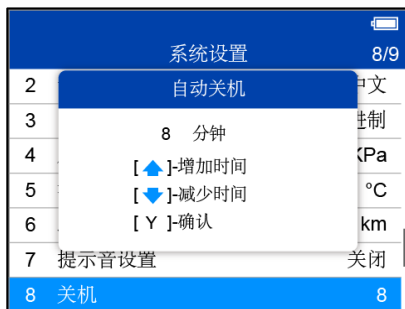 系统设置 8/9
自动关机
8 分钟
[ ]-增加时间
[ ]-减少时间
[ Y ]-确认
2 中文
3 进制
4 KPa
5 °C
6 km
7 提示音设置 关闭
8 关机 8